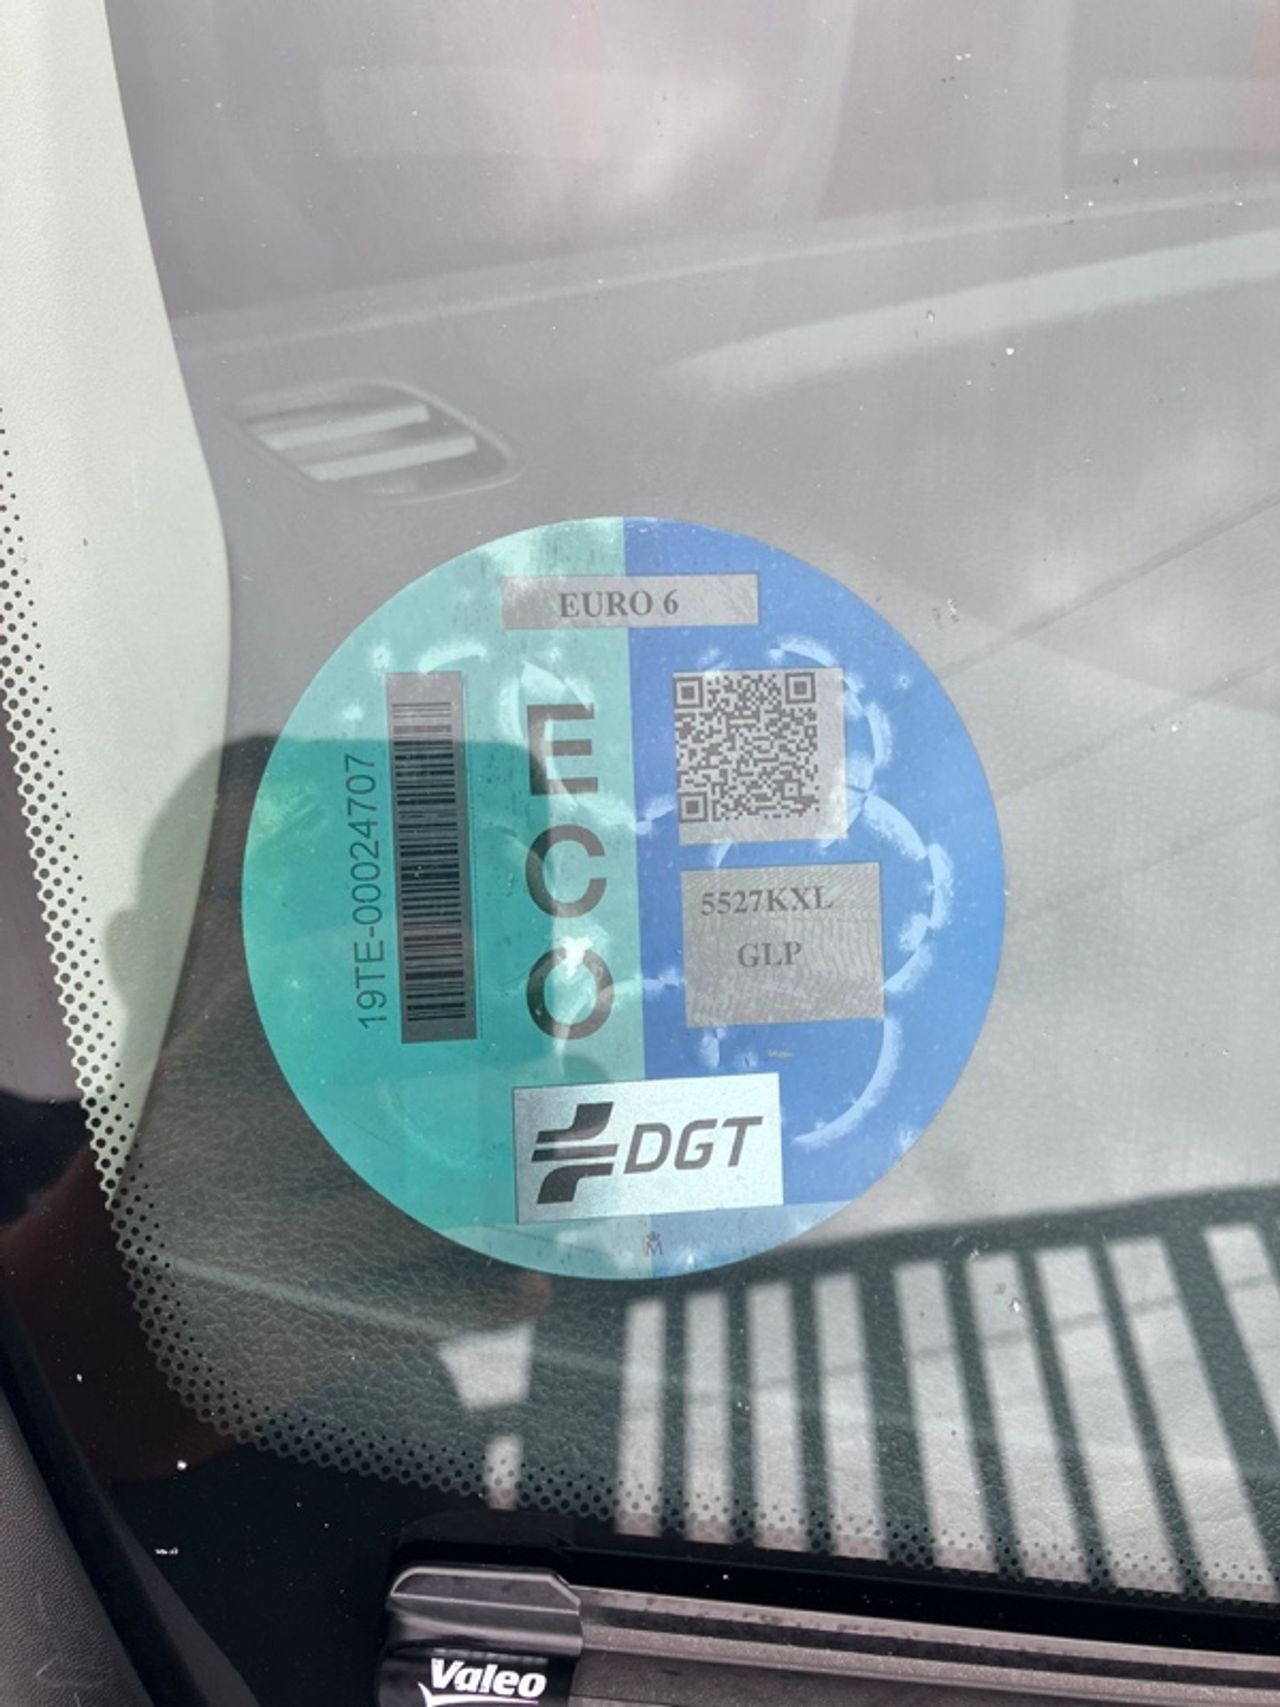 EURO 6
19TE-00024707
ECO
5527KXL
GLP
DGT
M
Valeo